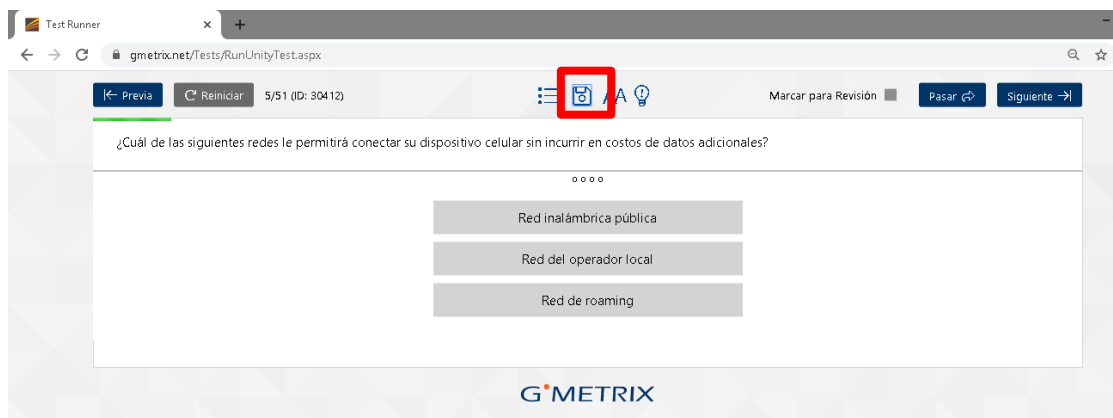 Test Runner
gmetrix.net/Tests/RunUnityTest.aspx
Previa Reiniciar 5/51 (ID: 30412) AA Marcar para Revisión Pasar Siguiente
¿Cuál de las siguientes redes le permitirá conectar su dispositivo celular sin incurrir en costos de datos adicionales?
Red inalámbrica pública
Red del operador local
Red de roaming
G'METRIX